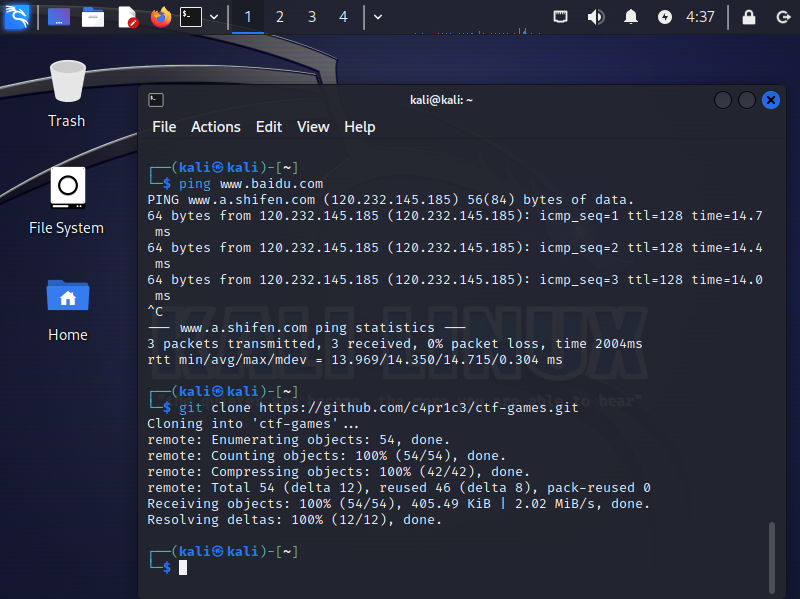 1 2 3 4 4:37
Trash
File System
Home
kali@kali: ~
File Actions Edit View Help
┌──(kali㉿kali)-[~]
└─$ ping www.baidu.com
PING www.a.shifen.com (120.232.145.185) 56(84) bytes of data.
64 bytes from 120.232.145.185 (120.232.145.185): icmp_seq=1 ttl=128 time=14.7
ms
64 bytes from 120.232.145.185 (120.232.145.185): icmp_seq=2 ttl=128 time=14.4
ms
64 bytes from 120.232.145.185 (120.232.145.185): icmp_seq=3 ttl=128 time=14.0
ms
^C
--- www.a.shifen.com ping statistics ---
3 packets transmitted, 3 received, 0% packet loss, time 2004ms
rtt min/avg/max/mdev = 13.969/14.350/14.715/0.304 ms
KALI LINUX
┌──(kali㉿kali)-[~]
└─$ git clone https://github.com/c4pr1c3/ctf-games.git
able to hear"
Cloning into 'ctf-games'...
remote: Enumerating objects: 54, done.
remote: Counting objects: 100% (54/54), done.
remote: Compressing objects: 100% (42/42), done.
remote: Total 54 (delta 12), reused 46 (delta 8), pack-reused 0
Receiving objects: 100% (54/54), 405.49 KiB | 2.02 MiB/s, done.
Resolving deltas: 100% (12/12), done.
┌──(kali㉿kali)-[~]
└─$